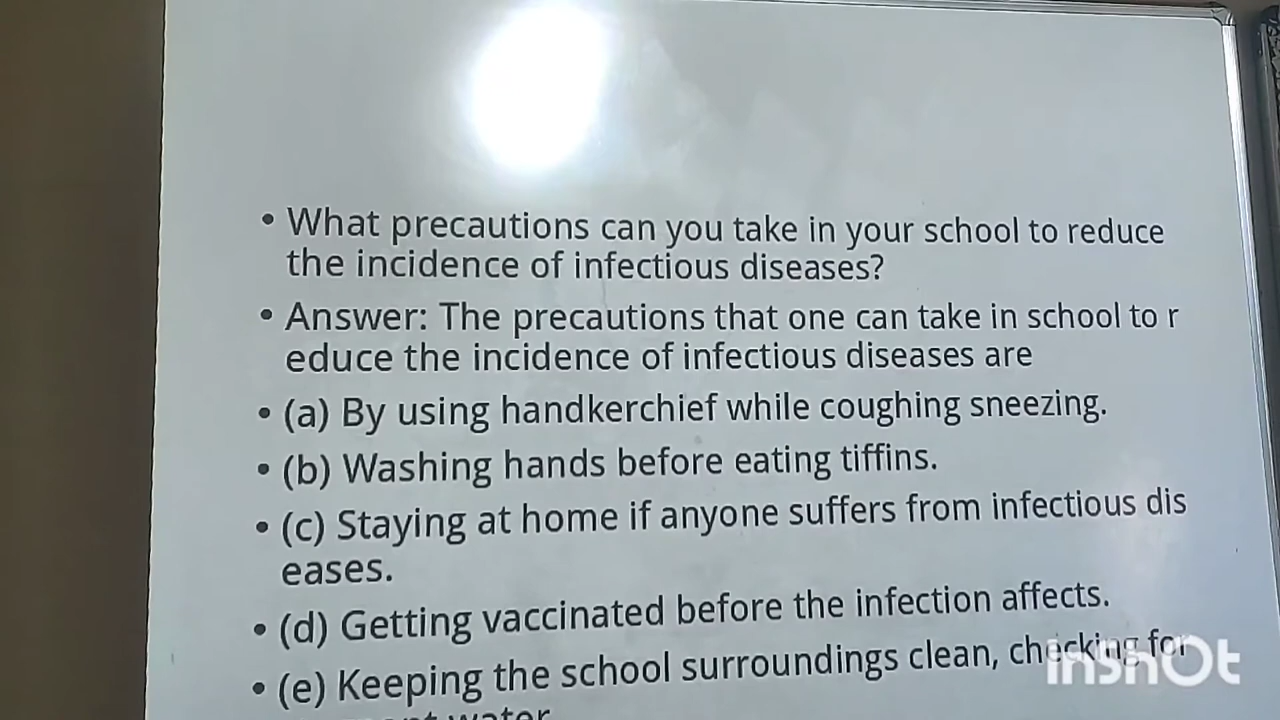 • What precautions can you take in your school to reduce
the incidence of infectious diseases?
• Answer: The precautions that one can take in school to r
educe the incidence of infectious diseases are
• (a) By using handkerchief while coughing sneezing.
• (b) Washing hands before eating tiffins.
• (c) Staying at home if anyone suffers from infectious dis
eases.
• (d) Getting vaccinated before the infection affects.
• (e) Keeping the school surroundings clean, checking for
water
InShOt